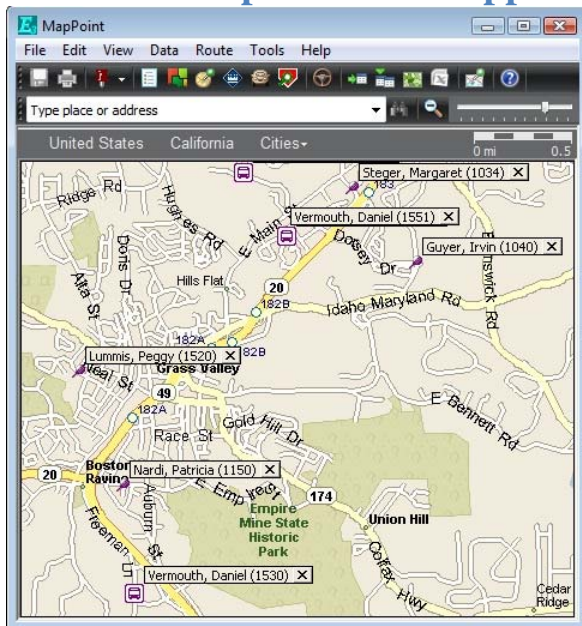 MapPoint
File Edit View Data Route Tools Help
Type place or address
United States California Cities
0 mi 0.5
Steger, Margaret (1034) X
183
Ridge Rd
Hughes Rd
E Main St
Vermouth, Daniel (1551) X
Dorsey Dr
Guyer, Irvin (1040) X
Brunswick Rd
Doris Dr
Alta St
Hills Flat
20
182B
Idaho Maryland Rd
182A
182B
Lummis, Peggy (1520) X
Neal St
Grass Valley
49
182A
Race St
Gold Hill Dr
E Bennett Rd
20
Boston
Ravine
Nardi, Patricia (1150) X
E Empire St
174
Auburn St
Empire
Mine State
Historic
Park
Union Hill
Freeman Ln
Colfax Hwy
Vermouth, Daniel (1530) X
Cedar
Ridge